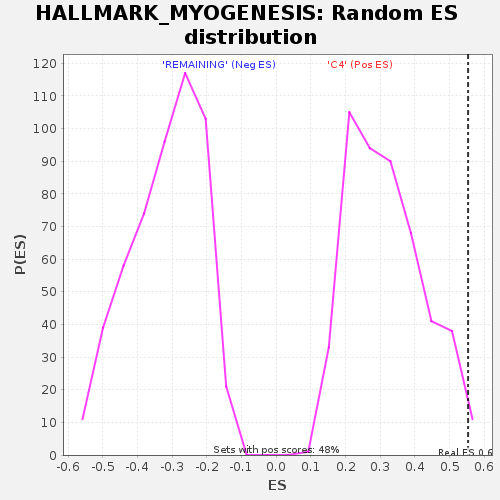 HALLMARK_MYOGENESIS: Random ES
distribution
'REMAINING' (Neg ES)
'C4' (Pos ES)
120
110
100
90
80
70
60
50
40
30
20
10
0
P(ES)
Sets with pos scores: 48%
Real ES 0.6
-0.6 -0.5 -0.4 -0.3 -0.2 -0.1 0.0 0.1 0.2 0.3 0.4 0.5 0.6
ES